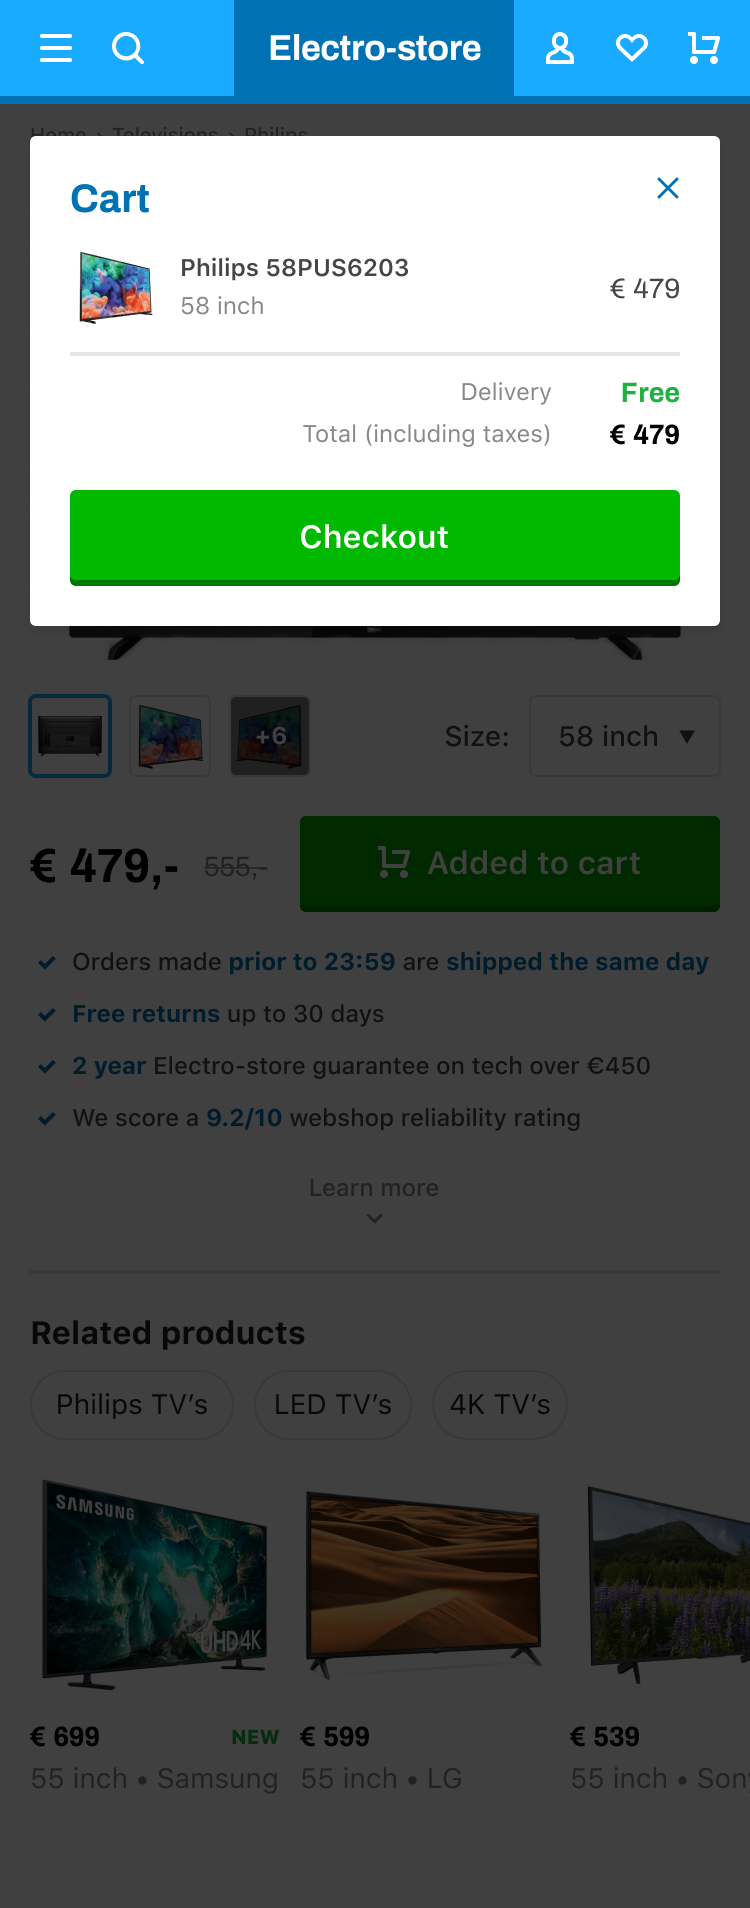 Electro-store
Home › Televisions › Philips
Cart
Philips 58PUS6203
58 inch
€ 479
Delivery Free
Total (including taxes) € 479
Checkout
+6
Size: 58 inch ▼
€ 479,- 555,- Added to cart
Orders made prior to 23:59 are shipped the same day
Free returns up to 30 days
2 year Electro-store guarantee on tech over €450
We score a 9.2/10 webshop reliability rating
Learn more
Related products
Philips TV’s LED TV’s 4K TV’s
SAMSUNG
UHD4K
€ 699 NEW € 599 € 539
55 inch • Samsung 55 inch • LG 55 inch • Sony